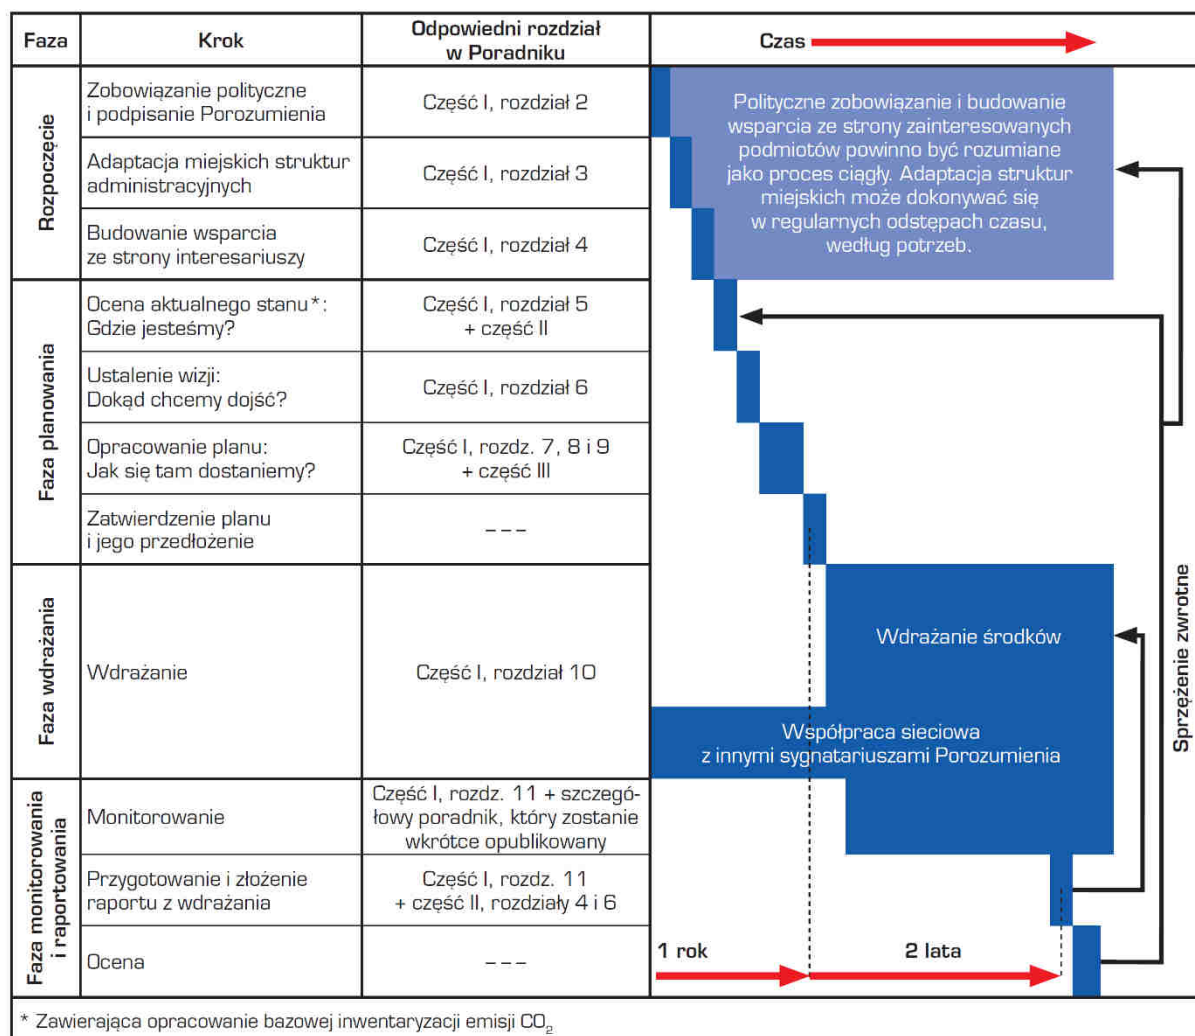 Faza
Krok
Odpowiedni rozdział
w Poradniku
Czas
Rozpoczęcie
Zobowiązanie polityczne
i podpisanie Porozumienia
Część I, rozdział 2
Polityczne zobowiązanie i budowanie
wsparcia ze strony zainteresowanych
podmiotów powinno być rozumiane
jako proces ciągły. Adaptacja struktur
miejskich może dokonywać się
w regularnych odstępach czasu,
według potrzeb.
Adaptacja miejskich struktur
administracyjnych
Część I, rozdział 3
Budowanie wsparcia
ze strony interesariuszy
Część I, rozdział 4
Faza planowania
Ocena aktualnego stanu*:
Gdzie jesteśmy?
Część I, rozdział 5
+ część II
Ustalenie wizji:
Dokąd chcemy dojść?
Część I, rozdział 6
Opracowanie planu:
Jak się tam dostaniemy?
Część I, rozdz. 7, 8 i 9
+ część III
Zatwierdzenie planu
i jego przedłożenie
– – –
Faza wdrażania
Wdrażanie
Część I, rozdział 10
Wdrażanie środków
Współpraca sieciowa
z innymi sygnatariuszami Porozumienia
Sprzężenie zwrotne
Faza monitorowania
i raportowania
Monitorowanie
Część I, rozdz. 11 + szczegó-
łowy poradnik, który zostanie
wkrótce opublikowany
Przygotowanie i złożenie
raportu z wdrażania
Część I, rozdz. 11
+ część II, rozdziały 4 i 6
Ocena
– – –
1 rok
2 lata
* Zawierająca opracowanie bazowej inwentaryzacji emisji CO₂